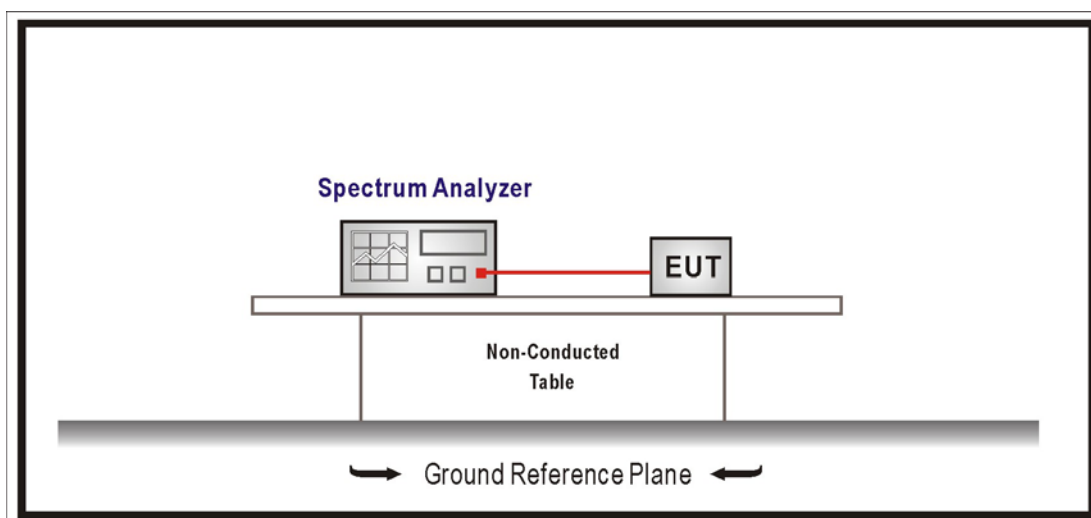 Spectrum Analyzer
EUT
Non-Conducted
Table
Ground Reference Plane